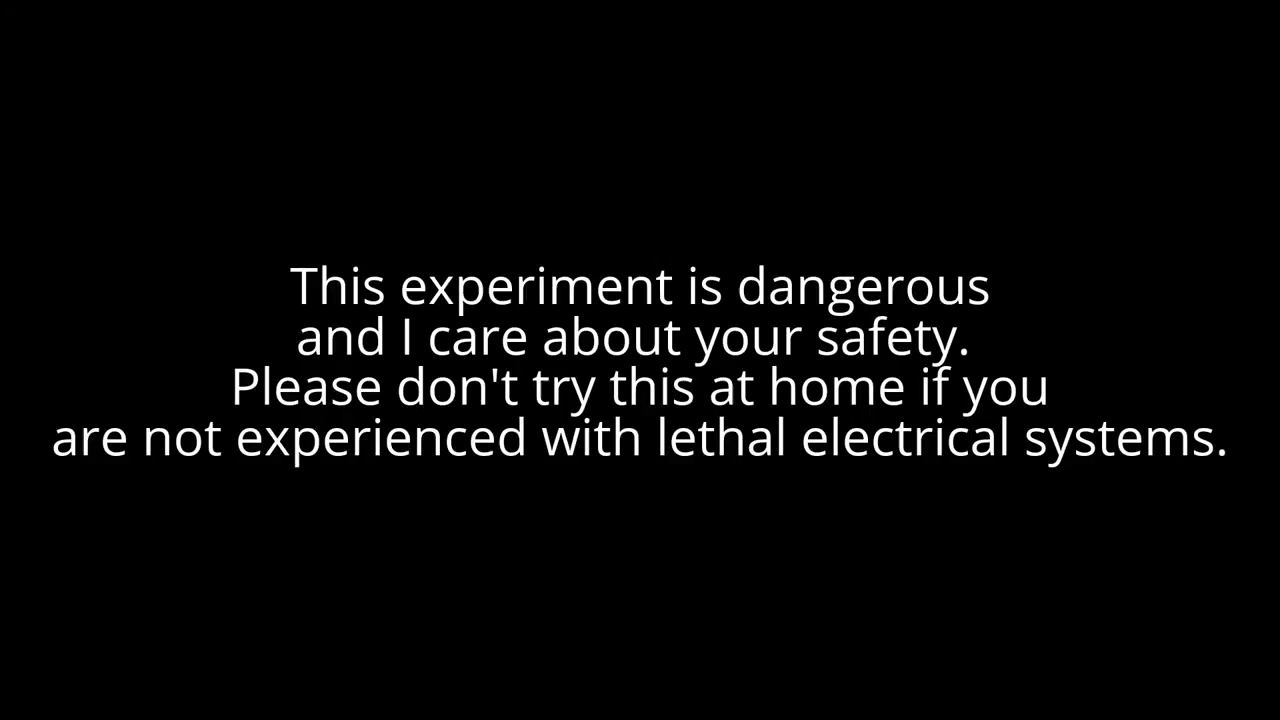 This experiment is dangerous
and I care about your safety.
Please don't try this at home if you
are not experienced with lethal electrical systems.